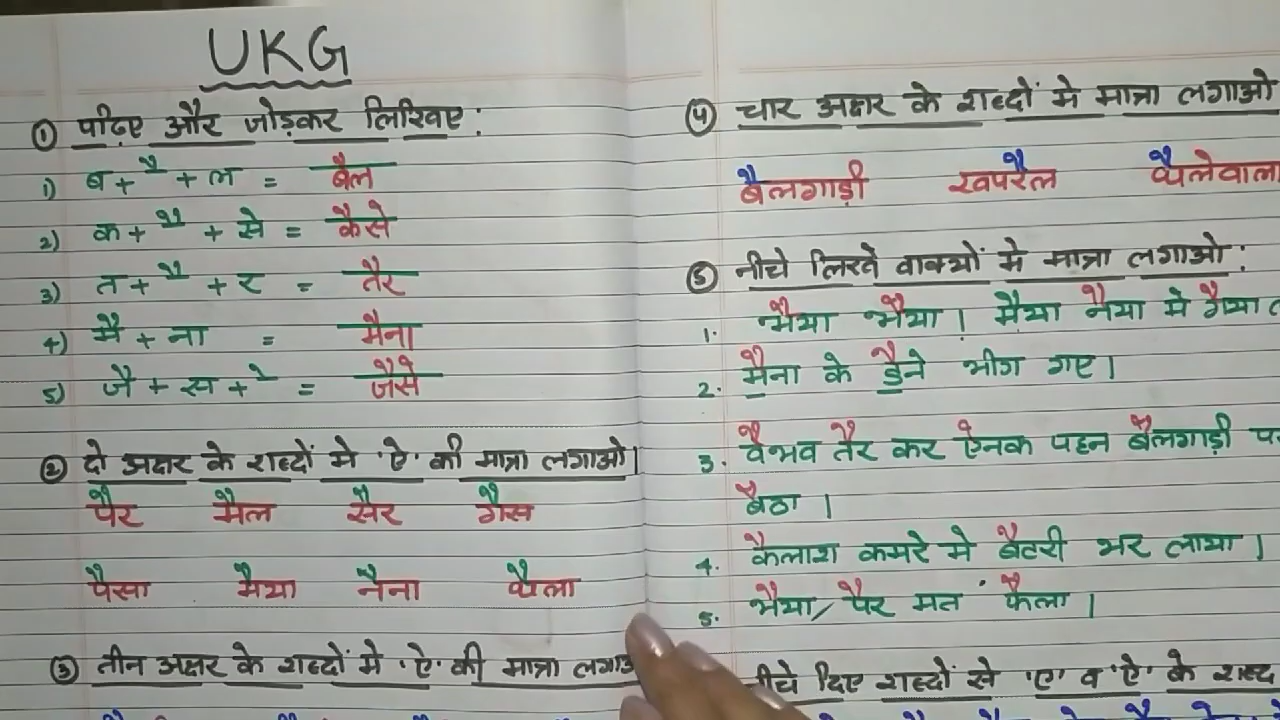 UKG
① पढ़िए और जोड़कर लिखिए :
1) ब + ै + ल = बैल
2) क + ै + से = कैसे
3) त + ै + र = तैर
4) मै + ना = मैना
5) जै + स + े = जैसे
② दो अक्षर के शब्दों मे 'ऐ' की मात्रा लगाओ।
पैर मैल सैर गैस
पैसा मैया नैना थैला
③ तीन अक्षर के शब्दों मे 'ऐ' की मात्रा
④ चार अक्षर के शब्दों मे मात्रा लगाओ
बैलगाड़ी खपरैल थैलेवाला
⑤ नीचे लिखे वाक्यों मे मात्रा लगाओ :
1. भैया भैया। मैया नैया मे गैया
2. मैना के डैने भीग गए।
3. वैभव तैर कर ऐनक पहन बैलगाड़ी
बैठा।
4. कैलाश कमरे मे बैटरी भर लाया।
5. भैया, पैर मत फैला।
नीचे दिए शब्दों से 'ए' व 'ऐ' के शब्द